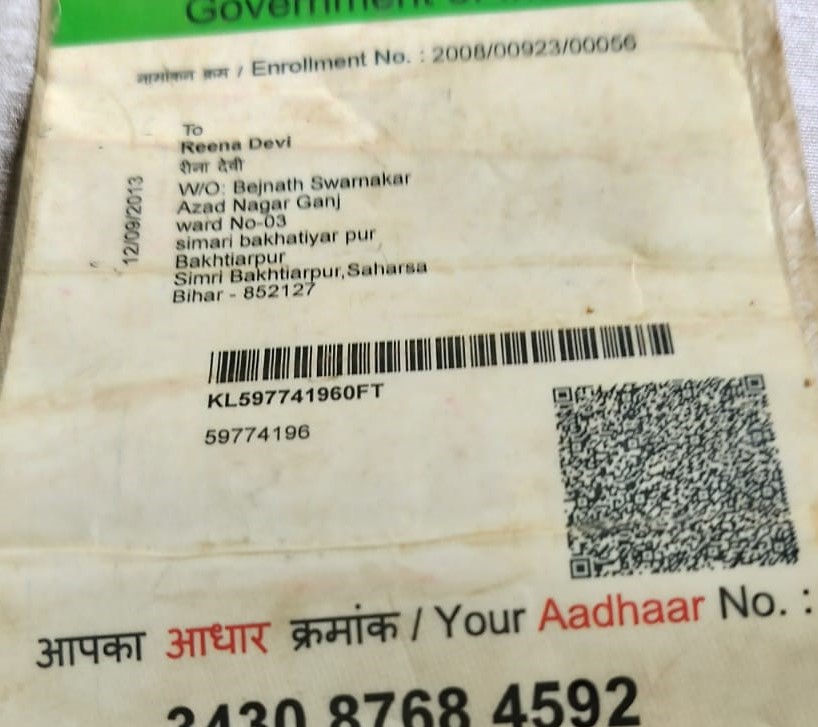 Government of
नामांकन क्रम / Enrollment No. : 2008/00923/00056
To
Reena Devi
रीना देवी
W/O: Bejnath Swarnakar
Azad Nagar Ganj
ward No-03
simari bakhatiyar pur
Bakhtiarpur
Simri Bakhtiarpur,Saharsa
Bihar - 852127
12/09/2013
KL597741960FT
59774196
आपका आधार क्रमांक / Your Aadhaar No. :
8768 4592